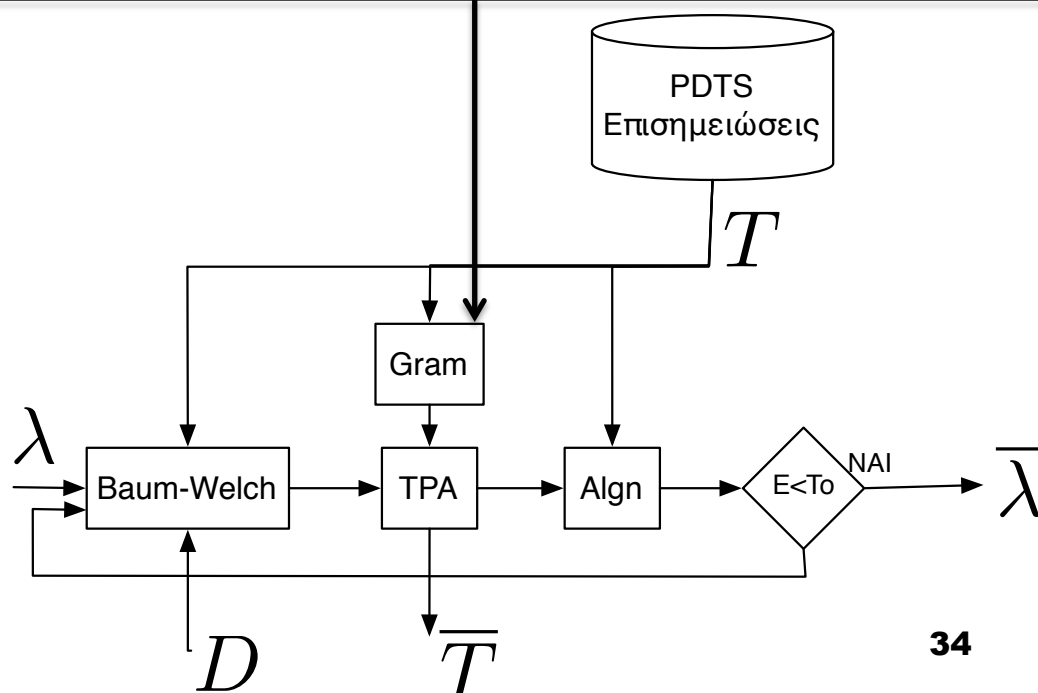 PDTS
Επισημειώσεις
T
Gram
λ
Baum-Welch
TPA
Algn
E<To
NAI
λ̅
D
T̅
34